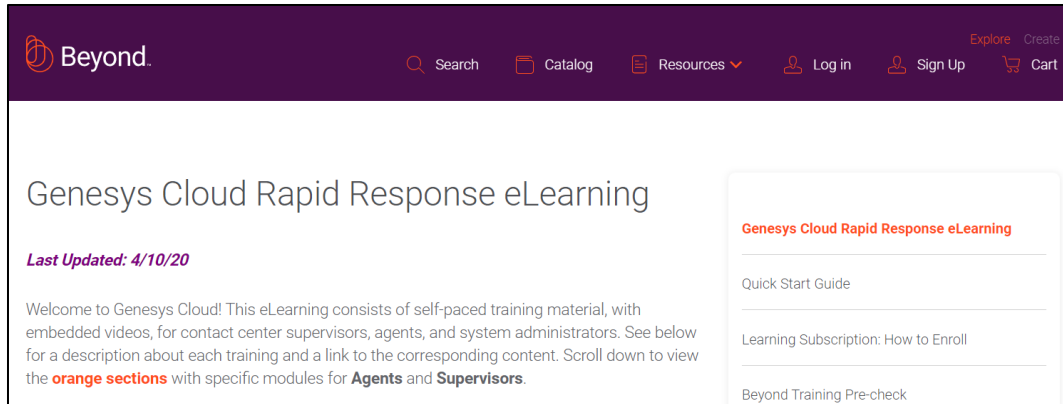 Explore Create
Beyond
Search Catalog Resources Log in Sign Up Cart
Genesys Cloud Rapid Response eLearning
Last Updated: 4/10/20
Welcome to Genesys Cloud! This eLearning consists of self-paced training material, with
embedded videos, for contact center supervisors, agents, and system administrators. See below
for a description about each training and a link to the corresponding content. Scroll down to view
the orange sections with specific modules for Agents and Supervisors.
Genesys Cloud Rapid Response eLearning
Quick Start Guide
Learning Subscription: How to Enroll
Beyond Training Pre-check